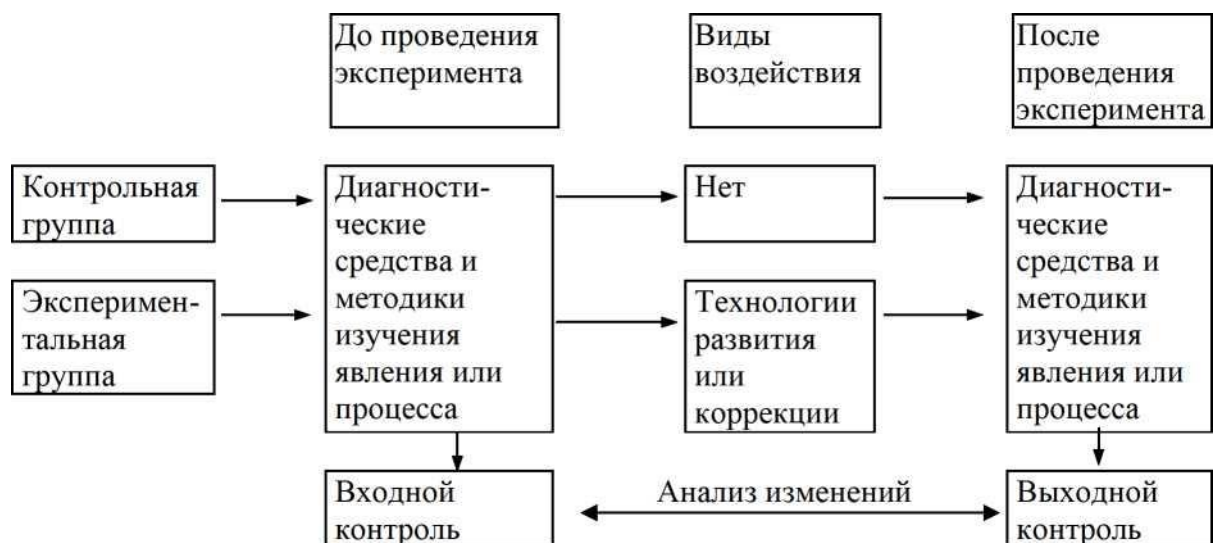 До проведения
эксперимента
Виды
воздействия
После
проведения
эксперимента
Контрольная
группа
Диагности-
ческие
средства и
методики
изучения
явления или
процесса
Нет
Диагности-
ческие
средства и
методики
изучения
явления или
процесса
Эксперимен-
тальная
группа
Технологии
развития
или
коррекции
Входной
контроль
Анализ изменений
Выходной
контроль